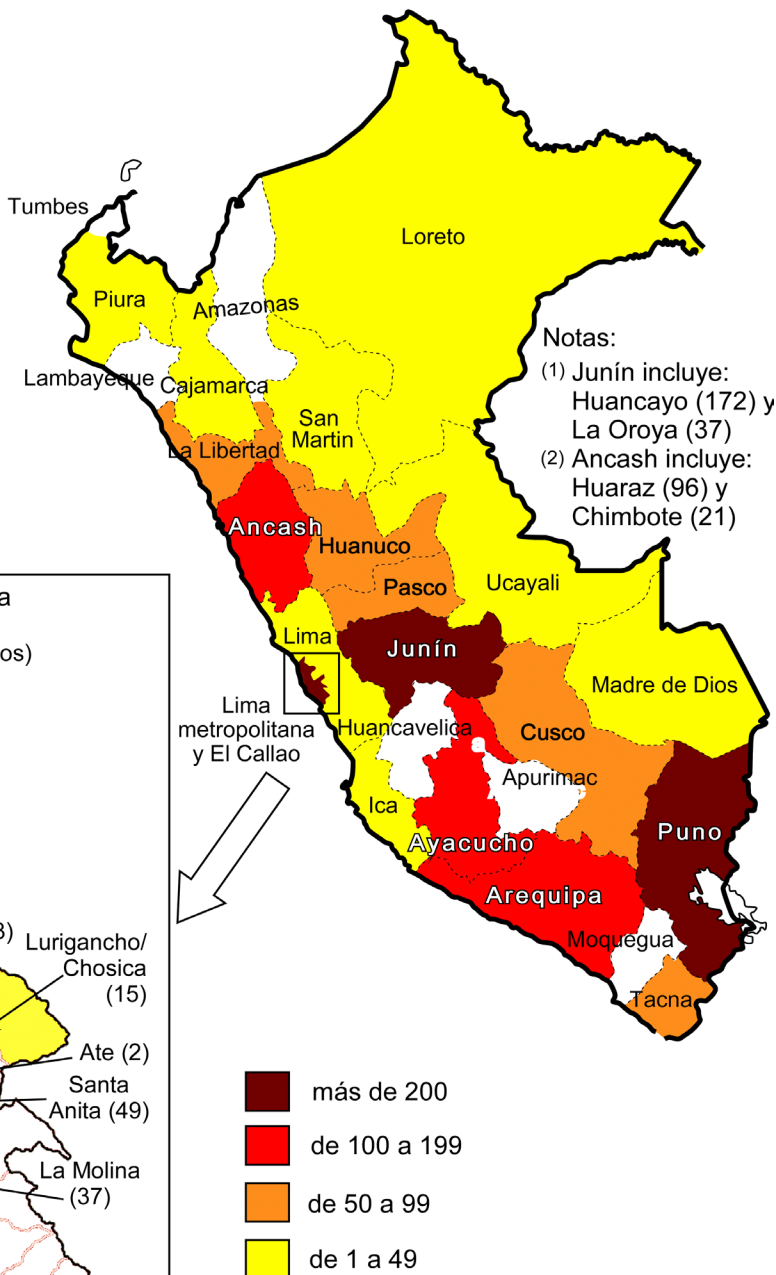 Tumbes
Loreto
Piura
Amazonas
Lambayeque
Cajamarca
San
Martin
La Libertad
Notas:
(1) Junín incluye:
Huancayo (172) y
La Oroya (37)
(2) Ancash incluye:
Huaraz (96) y
Chimbote (21)
Ancash
Huanuco
Pasco
Ucayali
Lima
Junín
Madre de Dios
Lima
metropolitana
y El Callao
Huancavelica
Cusco
Apurimac
Ica
Ayacucho
Puno
Arequipa
Moquegua
Tacna
Lurigancho/
Chosica
(15)
Ate (2)
Santa
Anita (49)
La Molina
(37)
más de 200
de 100 a 199
de 50 a 99
de 1 a 49